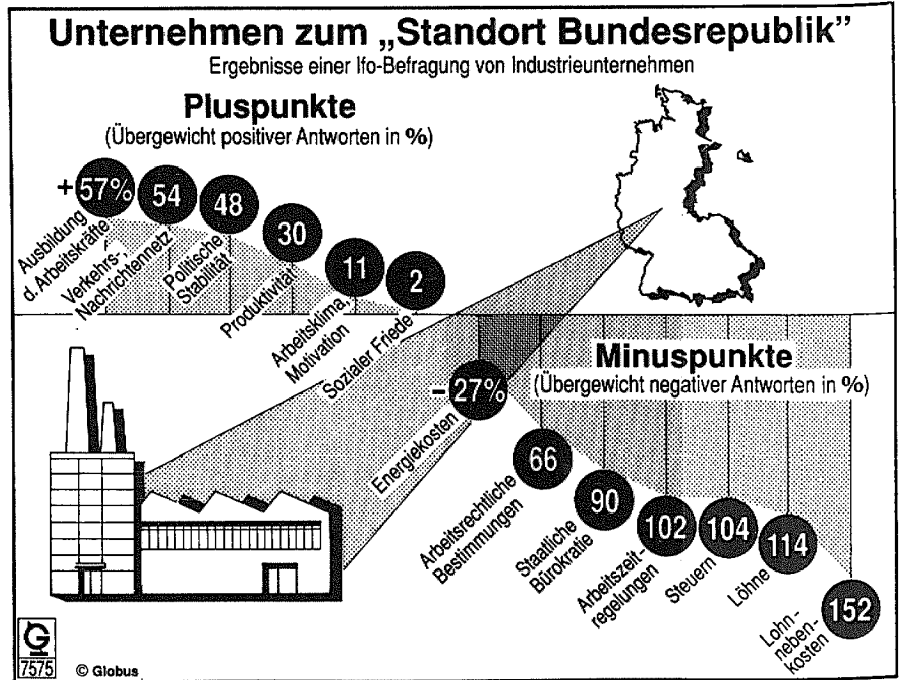 Unternehmen zum „Standort Bundesrepublik”
Ergebnisse einer Ifo-Befragung von Industrieunternehmen
Pluspunkte
(Übergewicht positiver Antworten in %)
+57%
Ausbildung
d. Arbeitskräfte
54
Verkehrs-,
Nachrichtennetz
48
Politische
Stabilität
30
Produktivität
11
Arbeitsklima,
Motivation
2
Sozialer Friede
Minuspunkte
(Übergewicht negativer Antworten in %)
-27%
Energiekosten
66
Arbeitsrechtliche
Bestimmungen
90
Staatliche
Bürokratie
102
Arbeitszeit-
regelungen
104
Steuern
114
Löhne
152
Lohn-
neben-
kosten
G
7575
© Globus